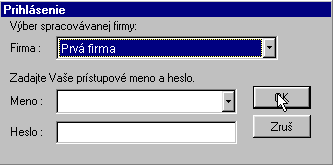 Prihlásenie
Výber spracovávanej firmy:
Firma : Prvá firma
Zadajte Vaše prístupové meno a heslo.
Meno :
OK
Heslo :
Zruš